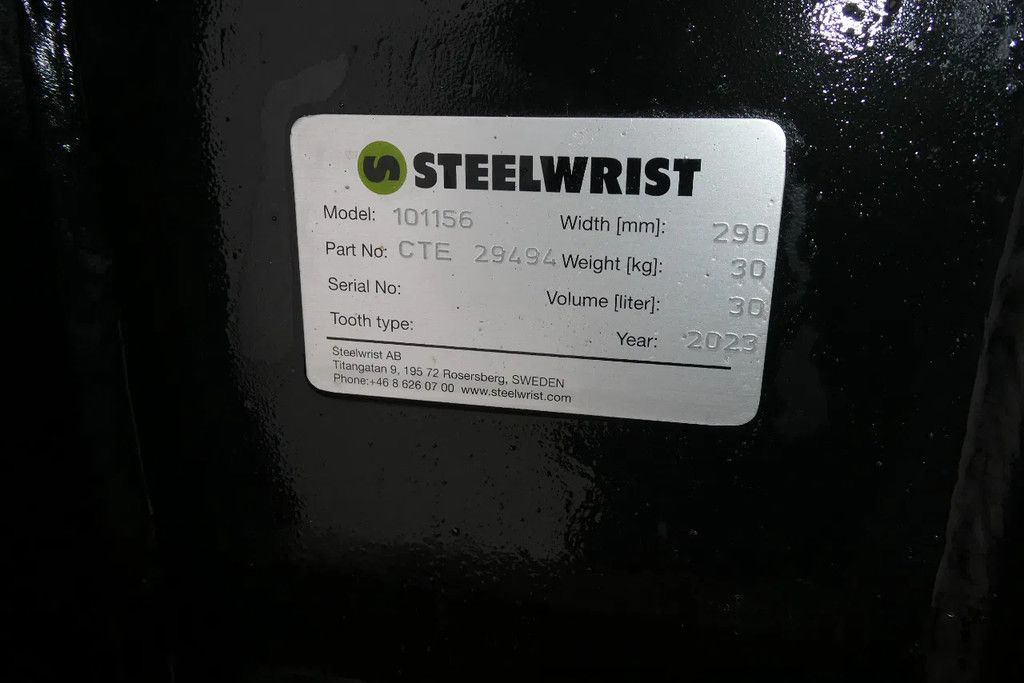 STEELWRIST
Model: 101156 Width [mm]: 290
Part No: CTE 29494 Weight [kg]: 30
Serial No: Volume [liter]: 30
Tooth type: Year: 2023
Steelwrist AB
Titangatan 9, 195 72 Rosersberg, SWEDEN
Phone:+46 8 626 07 00 www.steelwrist.com